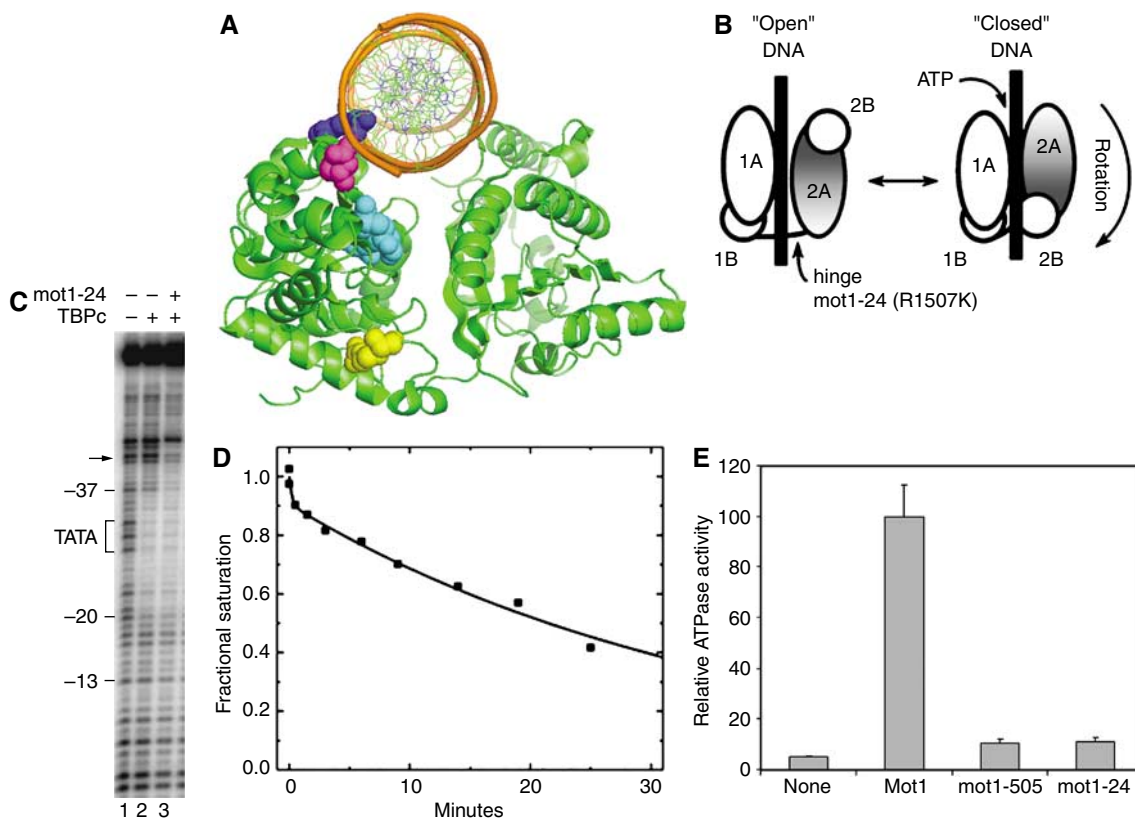 A
B
"Open"
DNA
"Closed"
DNA
ATP
2B
1A
2A
1B
hinge
mot1-24 (R1507K)
1A
2A
1B
2B
Rotation
C
mot1-24 − − +
TBPc − + +
−37
TATA
−20
−13
1 2 3
D
Fractional saturation
1.0
0.8
0.6
0.4
0.2
0.0
0 10 20 30
Minutes
E
Relative ATPase activity
120
100
80
60
40
20
0
None Mot1 mot1-505 mot1-24